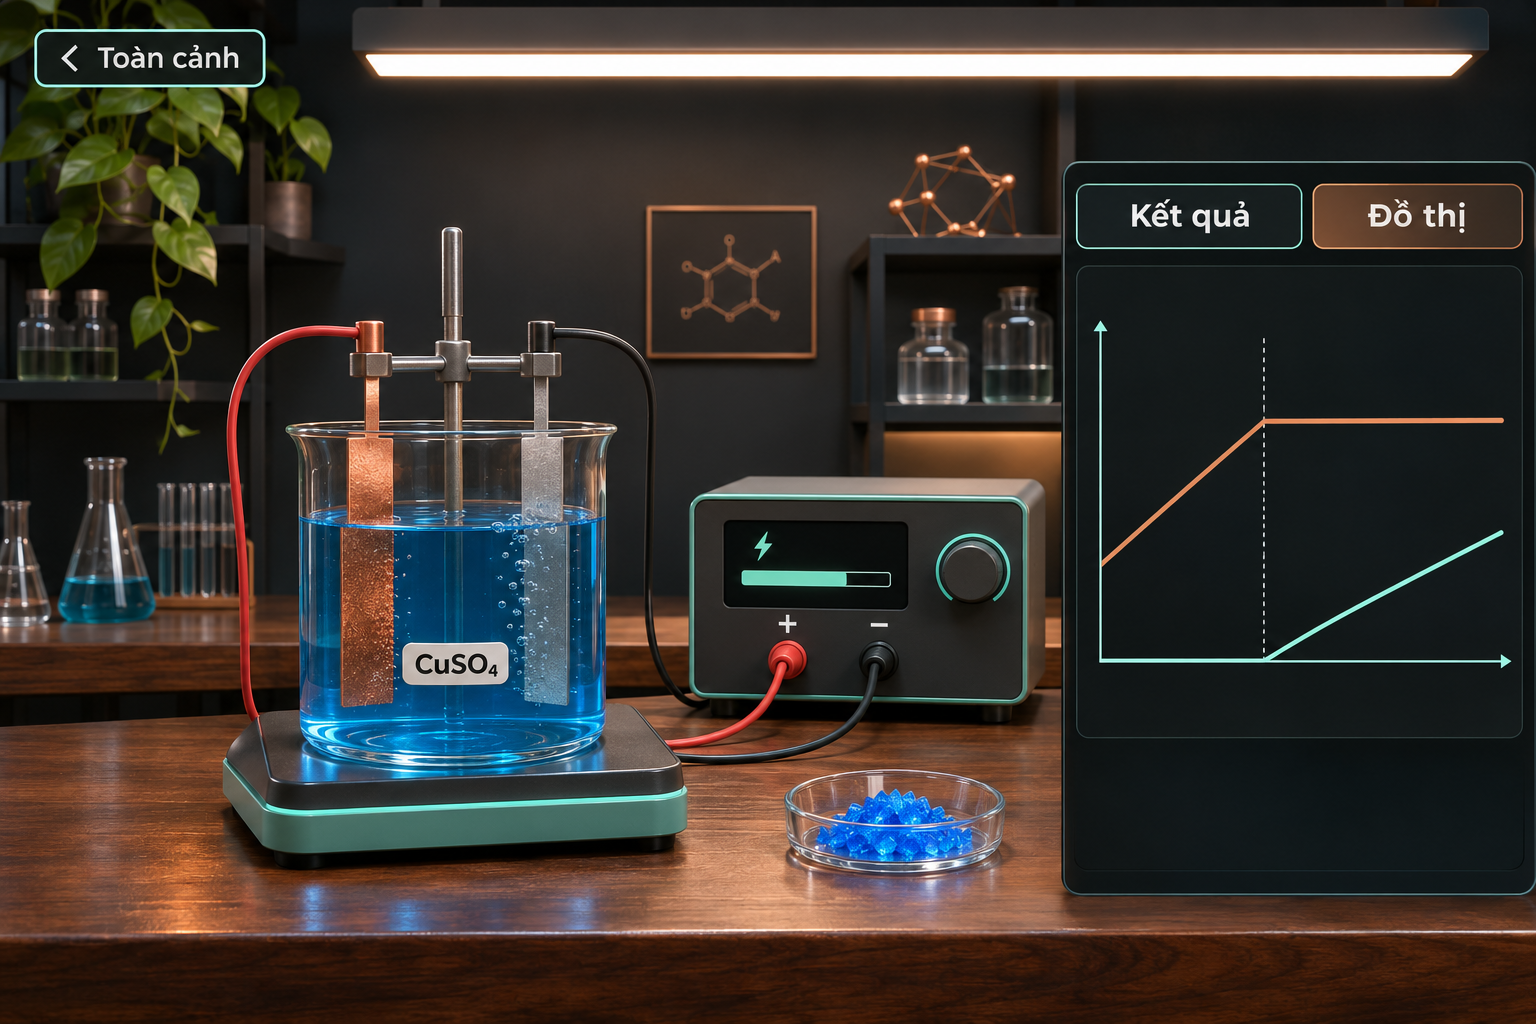 Toàn cảnh
Kết quả
Đồ thị
+
−
CuSO₄